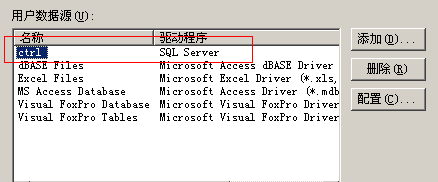 用户数据源(U):
名称 驱动程序
ctrl SQL Server
dBASE Files Microsoft Access dBASE Driver
Excel Files Microsoft Excel Driver (*.xls,
MS Access Database Microsoft Access Driver (*.mdb
Visual FoxPro Database Microsoft Visual FoxPro Driver
Visual FoxPro Tables Microsoft Visual FoxPro Driver
添加(D)...
删除(R)
配置(C)...